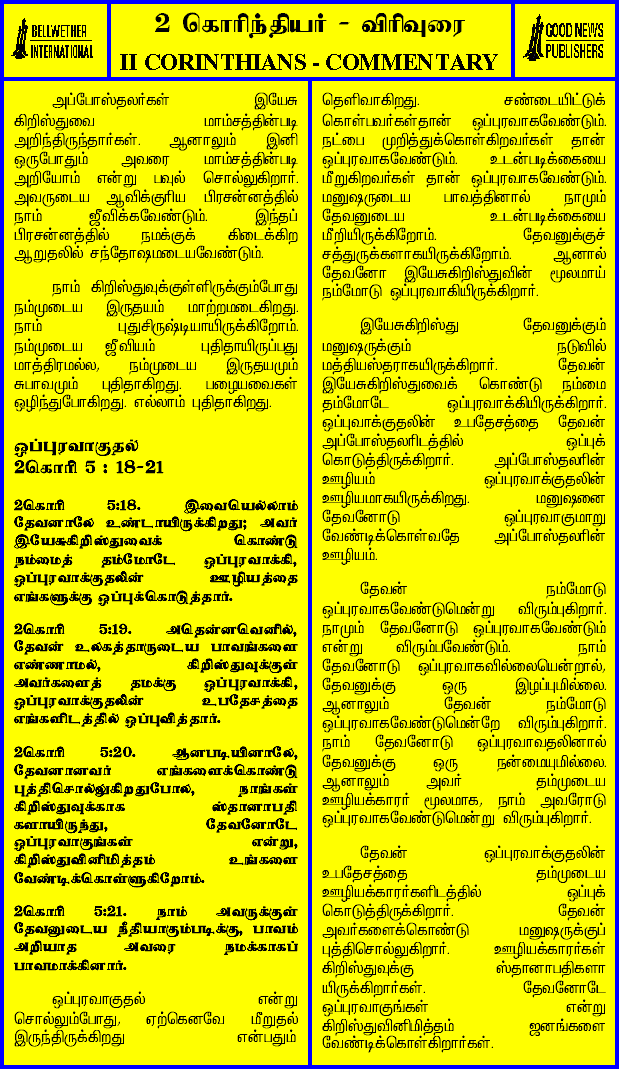 BELLWETHER
INTERNATIONAL
2 கொரிந்தியர் - விரிவுரை
II CORINTHIANS - COMMENTARY
GOOD NEWS
PUBLISHERS
அப்போஸ்தலர்கள் இயேசு
கிறிஸ்துவை மாம்சத்தின்படி
அறிந்திருந்தார்கள். ஆனாலும் இனி
ஒருபோதும் அவரை மாம்சத்தின்படி
அறியோம் என்று பவுல் சொல்லுகிறார்.
அவருடைய ஆவிக்குரிய பிரசன்னத்தில்
நாம் ஜீவிக்கவேண்டும். இந்தப்
பிரசன்னத்தில் நமக்குக் கிடைக்கிற
ஆறுதலில் சந்தோஷமடையவேண்டும்.
நாம் கிறிஸ்துவுக்குள்ளிருக்கும்போது
நம்முடைய இருதயம் மாற்றமடைகிறது.
நாம் புதுசிருஷ்டியாயிருக்கிறோம்.
நம்முடைய ஜீவியம் புதிதாயிருப்பது
மாத்திரமல்ல, நம்முடைய இருதயமும்
சுபாவமும் புதிதாகிறது. பழையவைகள்
ஒழிந்துபோகிறது. எல்லாம் புதிதாகிறது.
ஒப்புரவாகுதல்
2கொரி 5 : 18-21
2கொரி 5:18. இவையெல்லாம்
தேவனாலே உண்டாயிருக்கிறது; அவர்
இயேசுகிறிஸ்துவைக் கொண்டு
நம்மைத் தம்மோடே ஒப்புரவாக்கி,
ஒப்புரவாக்குதலின் ஊழியத்தை
எங்களுக்கு ஒப்புக்கொடுத்தார்.
2கொரி 5:19. அதென்னவெனில்,
தேவன் உலகத்தாருடைய பாவங்களை
எண்ணாமல், கிறிஸ்துவுக்குள்
அவர்களைத் தமக்கு ஒப்புரவாக்கி,
ஒப்புரவாக்குதலின் உபதேசத்தை
எங்களிடத்தில் ஒப்புவித்தார்.
2கொரி 5:20. ஆனபடியினாலே,
தேவனானவர் எங்களைக்கொண்டு
புத்திசொல்லுகிறதுபோல, நாங்கள்
கிறிஸ்துவுக்காக ஸ்தானாபதி
களாயிருந்து, தேவனோடே
ஒப்புரவாகுங்கள் என்று,
கிறிஸ்துவினிமித்தம் உங்களை
வேண்டிக்கொள்ளுகிறோம்.
2கொரி 5:21. நாம் அவருக்குள்
தேவனுடைய நீதியாகும்படிக்கு, பாவம்
அறியாத அவரை நமக்காகப்
பாவமாக்கினார்.
ஒப்புரவாகுதல் என்று
சொல்லும்போது, ஏற்கெனவே மீறுதல்
இருந்திருக்கிறது என்பதும்
தெளிவாகிறது. சண்டையிட்டுக்
கொள்பவர்கள்தான் ஒப்புரவாகவேண்டும்.
நட்பை முறித்துக்கொள்கிறவர்கள் தான்
ஒப்புரவாகவேண்டும். உடன்படிக்கையை
மீறுகிறவர்கள் தான் ஒப்புரவாகவேண்டும்.
மனுஷருடைய பாவத்தினால் நாமும்
தேவனுடைய உடன்படிக்கையை
மீறியிருக்கிறோம். தேவனுக்குச்
சத்துருக்களாகயிருக்கிறோம். ஆனால்
தேவனோ இயேசுகிறிஸ்துவின் மூலமாய்
நம்மோடு ஒப்புரவாகியிருக்கிறார்.
இயேசுகிறிஸ்து தேவனுக்கும்
மனுஷருக்கும் நடுவில்
மத்தியஸ்தராகயிருக்கிறார். தேவன்
இயேசுகிறிஸ்துவைக் கொண்டு நம்மை
தம்மோடே ஒப்புரவாக்கியிருக்கிறார்.
ஒப்புவாக்குதலின் உபதேசத்தை தேவன்
அப்போஸ்தலரிடத்தில் ஒப்புக்
கொடுத்திருக்கிறார். அப்போஸ்தலரின்
ஊழியம் ஒப்புரவாக்குதலின்
ஊழியமாகயிருக்கிறது. மனுஷனை
தேவனோடு ஒப்புரவாகுமாறு
வேண்டிக்கொள்வதே அப்போஸ்தலரின்
ஊழியம்.
தேவன் நம்மோடு
ஒப்புரவாகவேண்டுமென்று விரும்புகிறார்.
நாமும் தேவனோடு ஒப்புரவாகவேண்டும்
என்று விரும்பவேண்டும். நாம்
தேவனோடு ஒப்புரவாகவில்லையென்றால்,
தேவனுக்கு ஒரு இழப்புமில்லை.
ஆனாலும் தேவன் நம்மோடு
ஒப்புரவாகவேண்டுமென்றே விரும்புகிறார்.
நாம் தேவனோடு ஒப்புரவாவதலினால்
தேவனுக்கு ஒரு நன்மையுமில்லை.
ஆனாலும் அவர் தம்முடைய
ஊழியக்காரர் மூலமாக, நாம் அவரோடு
ஒப்புரவாகவேண்டுமென்று விரும்புகிறார்.
தேவன் ஒப்புரவாக்குதலின்
உபதேசத்தை தம்முடைய
ஊழியக்காரர்களிடத்தில் ஒப்புக்
கொடுத்திருக்கிறார். தேவன்
அவர்களைக்கொண்டு மனுஷருக்குப்
புத்திசொல்லுகிறார். ஊழியக்காரர்கள்
கிறிஸ்துவுக்கு ஸ்தானாபதிகளா
யிருக்கிறார்கள். தேவனோடே
ஒப்புரவாகுங்கள் என்று
கிறிஸ்துவினிமித்தம் ஜனங்களை
வேண்டிக்கொள்கிறார்கள்.